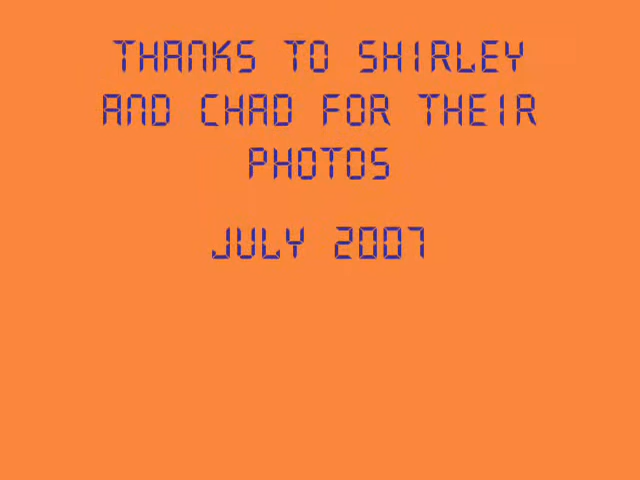 THANKS TO SHIRLEY
AND CHAD FOR THEIR
PHOTOS
JULY 2007